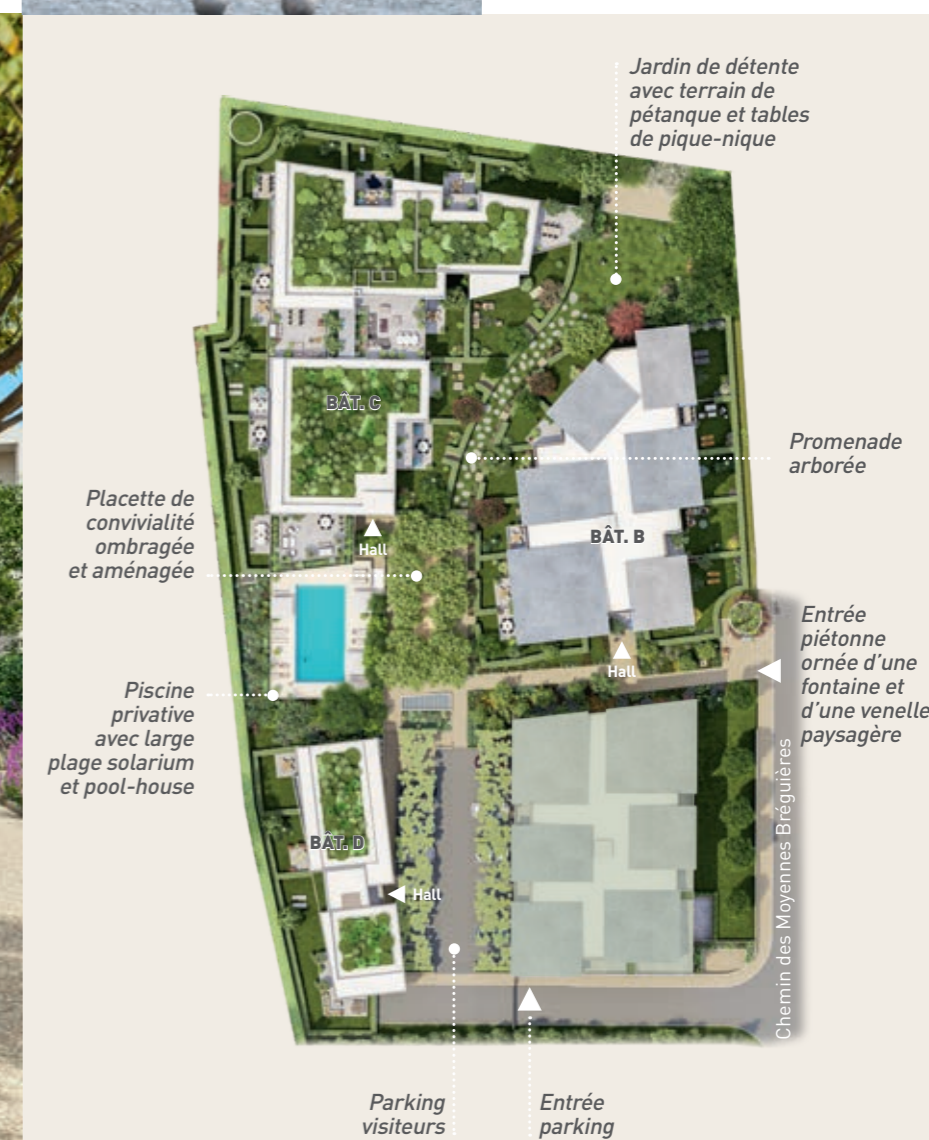 Jardin de détente
avec terrain de
pétanque et tables
de pique-nique
BÂT. C
Promenade
arborée
Placette de
convivialité
ombragée
et aménagée
Hall
BÂT. B
Hall
Entrée
piétonne
ornée d'une
fontaine et
d'une venelle
paysagère
Piscine
privative
avec large
plage solarium
et pool-house
Chemin des Moyennes Bréguières
BÂT. D
Hall
Parking
visiteurs
Entrée
parking